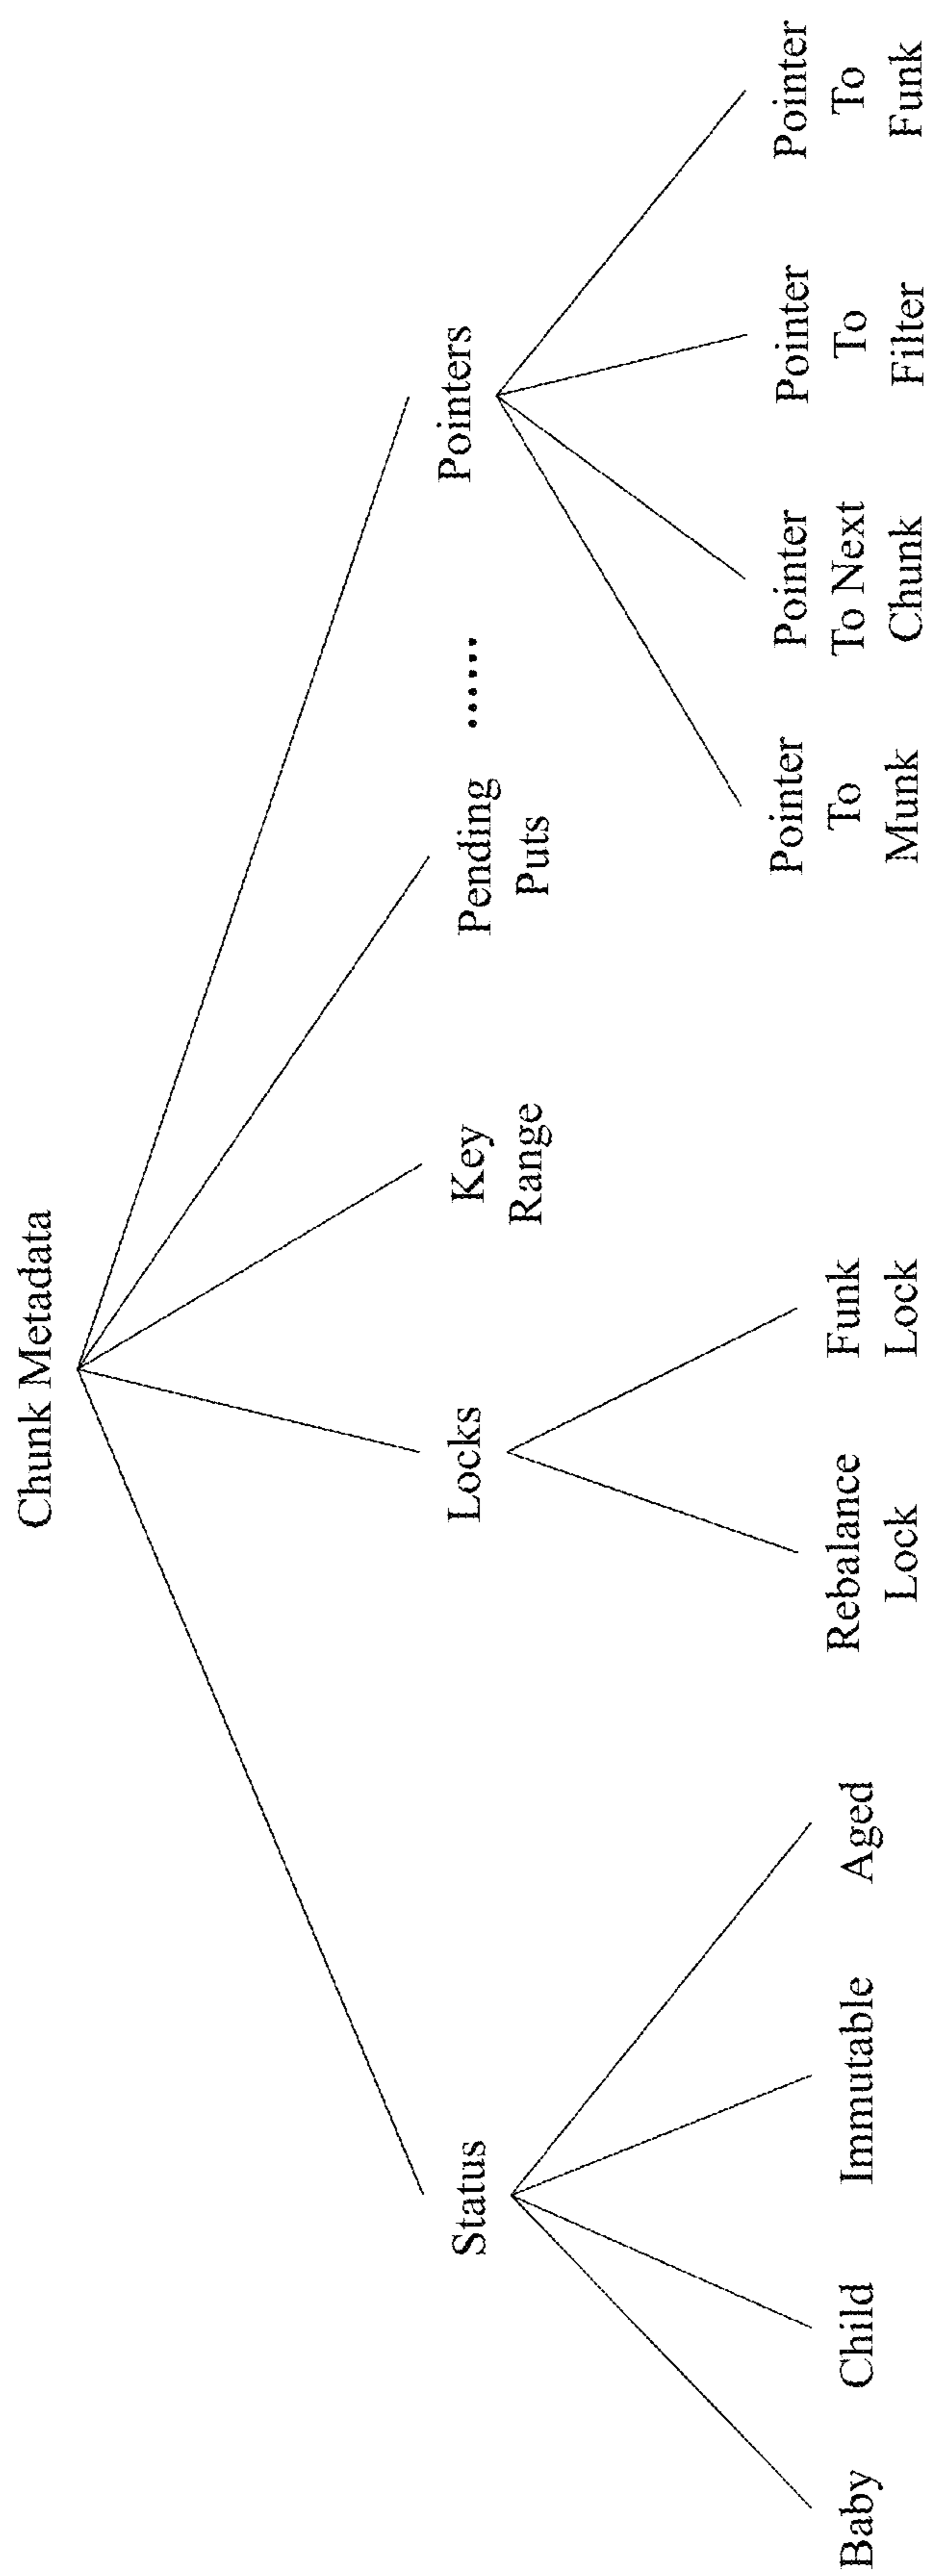 Chunk Metadata
Status
Locks
Key
Range
Pending
Puts
......
Pointers
Baby
Child
Immutable
Aged
Rebalance
Lock
Funk
Lock
Pointer
To
Munk
Pointer
To Next
Chunk
Pointer
To
Filter
Pointer
To
Funk